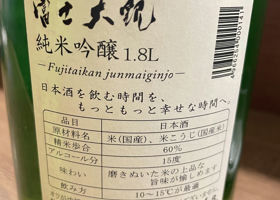 富士大観
純米吟醸1.8L
—Fujitaikan junmaiginjo—
日本酒を飲む時間を、
もっともっと幸せな時間へ。
品目 日本酒
原材料名 米(国産)、米こうじ(国産米)
精米歩合 60%
アルコール分 15度
味わい 磨きぬいた米の上品な
旨味が愉しめます
飲み方 10〜15℃が最適